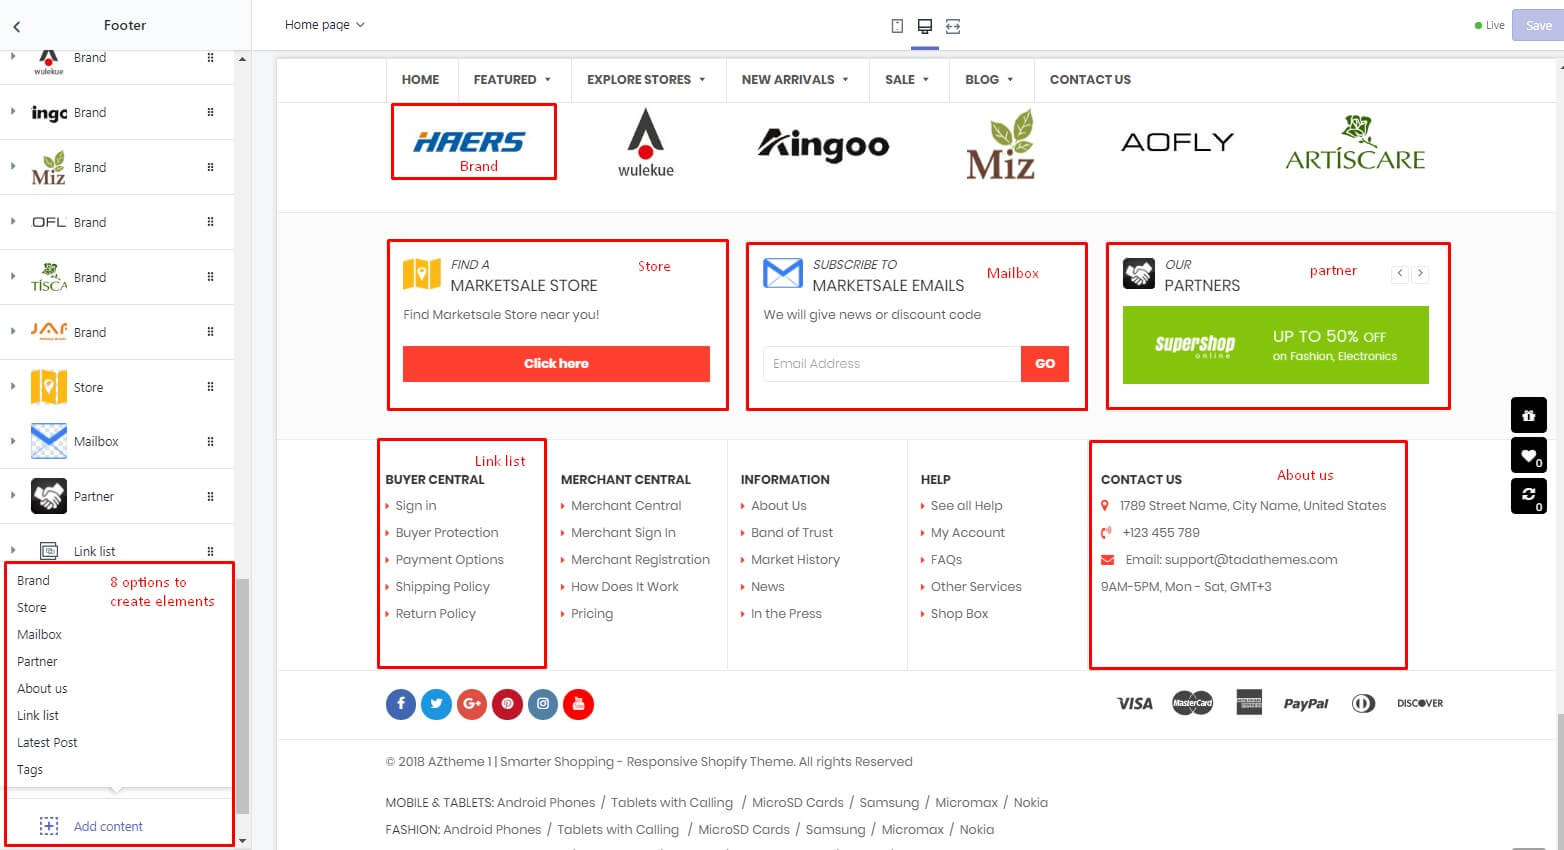 Footer
Home page
Live
Save
wulekue
Brand
ingo
Brand
Miz
Brand
OFL
Brand
TISCA
Brand
JAF
Brand
Store
Mailbox
Partner
Link list
Brand
Store
Mailbox
Partner
About us
Link list
Latest Post
Tags
8 options to
create elements
Add content
HOME
FEATURED
EXPLORE STORES
NEW ARRIVALS
SALE
BLOG
CONTACT US
HAERS
Brand
wulekue
Aingoo
Miz
AOFLY
ARTISCARE
FIND A
MARKETSALE STORE
Store
Find Marketsale Store near you!
Click here
SUBSCRIBE TO
MARKETSALE EMAILS
Mailbox
We will give news or discount code
Email Address
GO
OUR
PARTNERS
partner
supershop
online
UP TO 50% OFF
on Fashion, Electronics
0
0
Link list
BUYER CENTRAL
Sign in
Buyer Protection
Payment Options
Shipping Policy
Return Policy
MERCHANT CENTRAL
Merchant Central
Merchant Sign In
Merchant Registration
How Does It Work
Pricing
INFORMATION
About Us
Band of Trust
Market History
News
In the Press
HELP
See all Help
My Account
FAQs
Other Services
Shop Box
About us
CONTACT US
1789 Street Name, City Name, United States
+123 455 789
Email: support@tadathemes.com
9AM-5PM, Mon - Sat, GMT+3
VISA
MasterCard
PayPal
DISCOVER
© 2018 AZtheme 1 | Smarter Shopping - Responsive Shopify Theme. All rights Reserved
MOBILE & TABLETS: Android Phones / Tablets with Calling / MicroSD Cards / Samsung / Micromax / Nokia
FASHION: Android Phones / Tablets with Calling / MicroSD Cards / Samsung / Micromax / Nokia